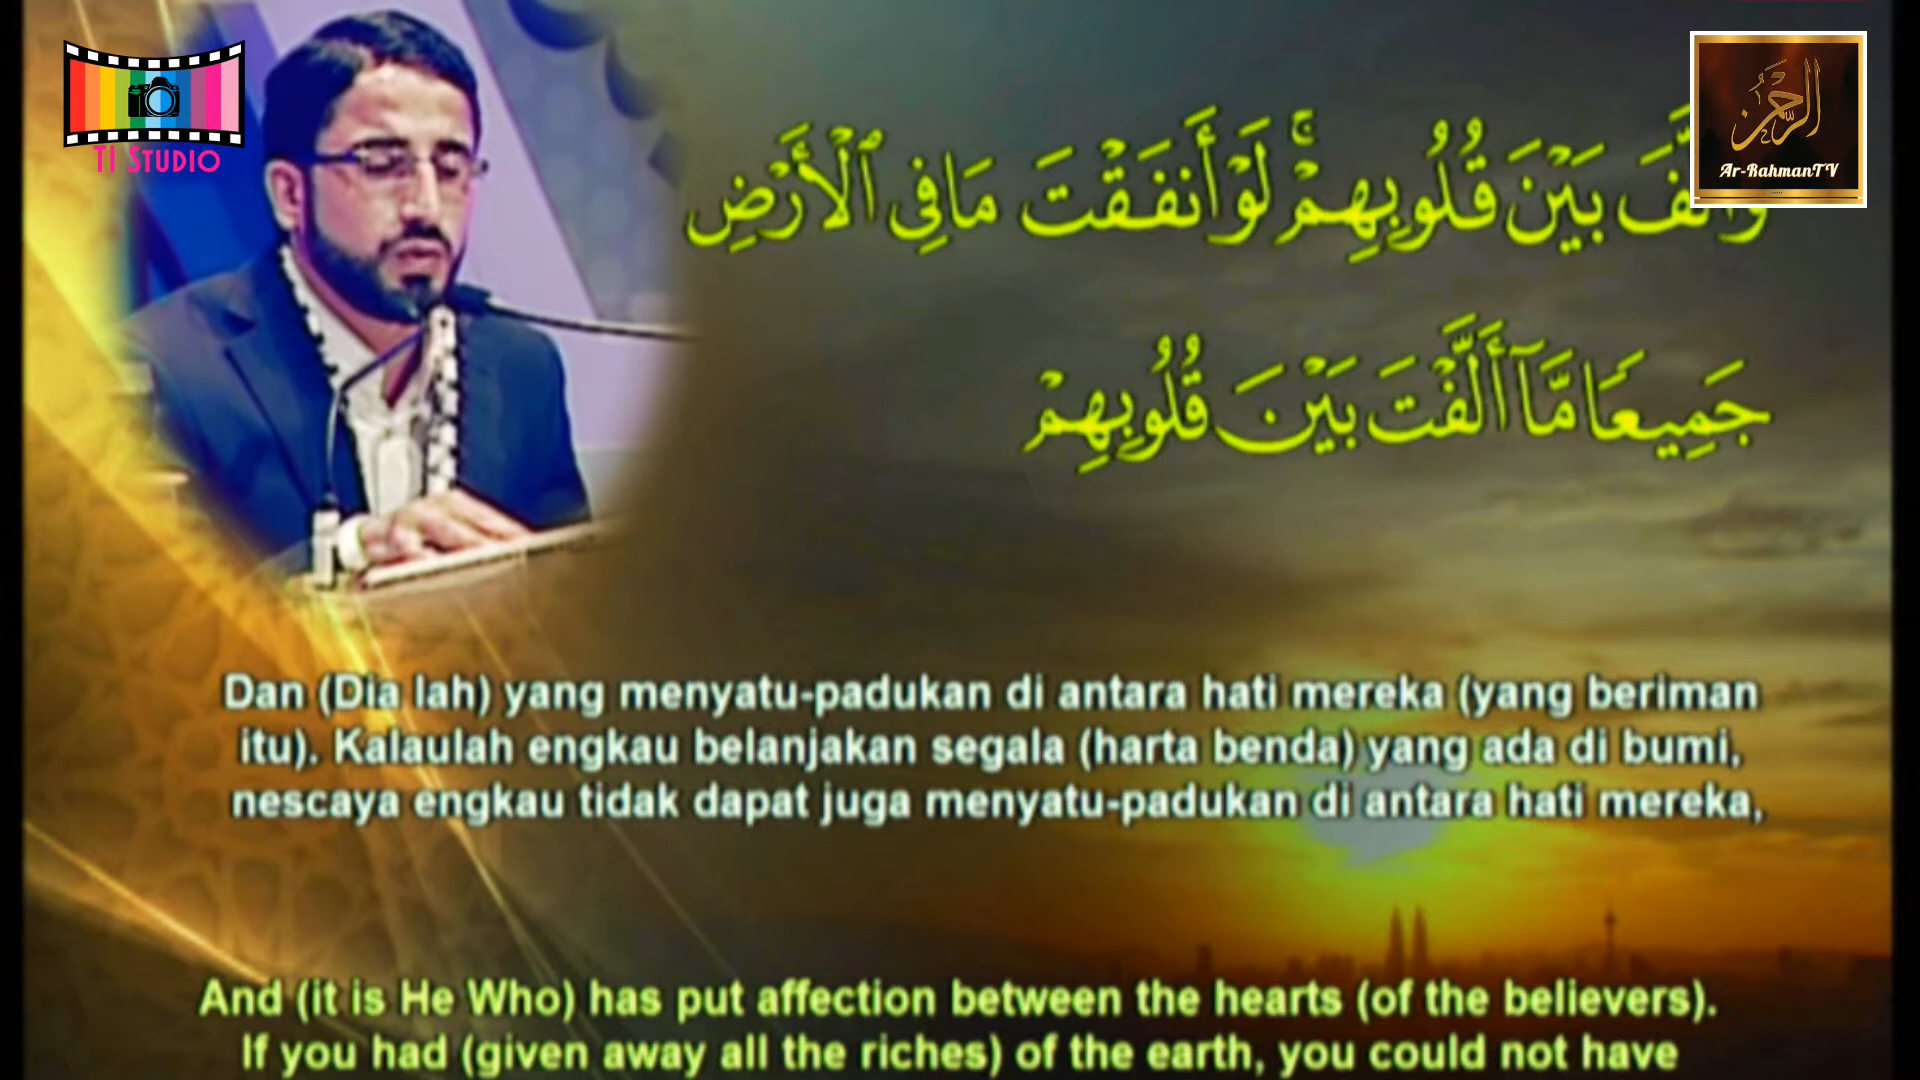 TI STUDIO
الرحمن
Ar-RahmanTV
وَأَلَّفَ بَيْنَ قُلُوبِهِمْ ۚ لَوْ أَنفَقْتَ مَا فِي ٱلْأَرْضِ
جَمِيعًا مَّآ أَلَّفْتَ بَيْنَ قُلُوبِهِمْ
Dan (Dia lah) yang menyatu-padukan di antara hati mereka (yang beriman
itu). Kalaulah engkau belanjakan segala (harta benda) yang ada di bumi,
nescaya engkau tidak dapat juga menyatu-padukan di antara hati mereka,
And (it is He Who) has put affection between the hearts (of the believers).
If you had (given away all the riches) of the earth, you could not have